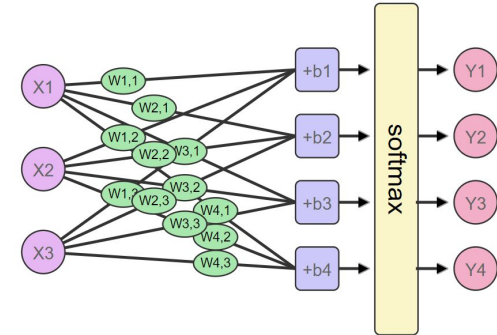 X1
X2
X3
W1,1
W2,1
W1,2
W2,2
W3,1
W3,2
W1,3
W2,3
W4,1
W3,3
W4,2
W4,3
+b1
+b2
+b3
+b4
softmax
Y1
Y2
Y3
Y4